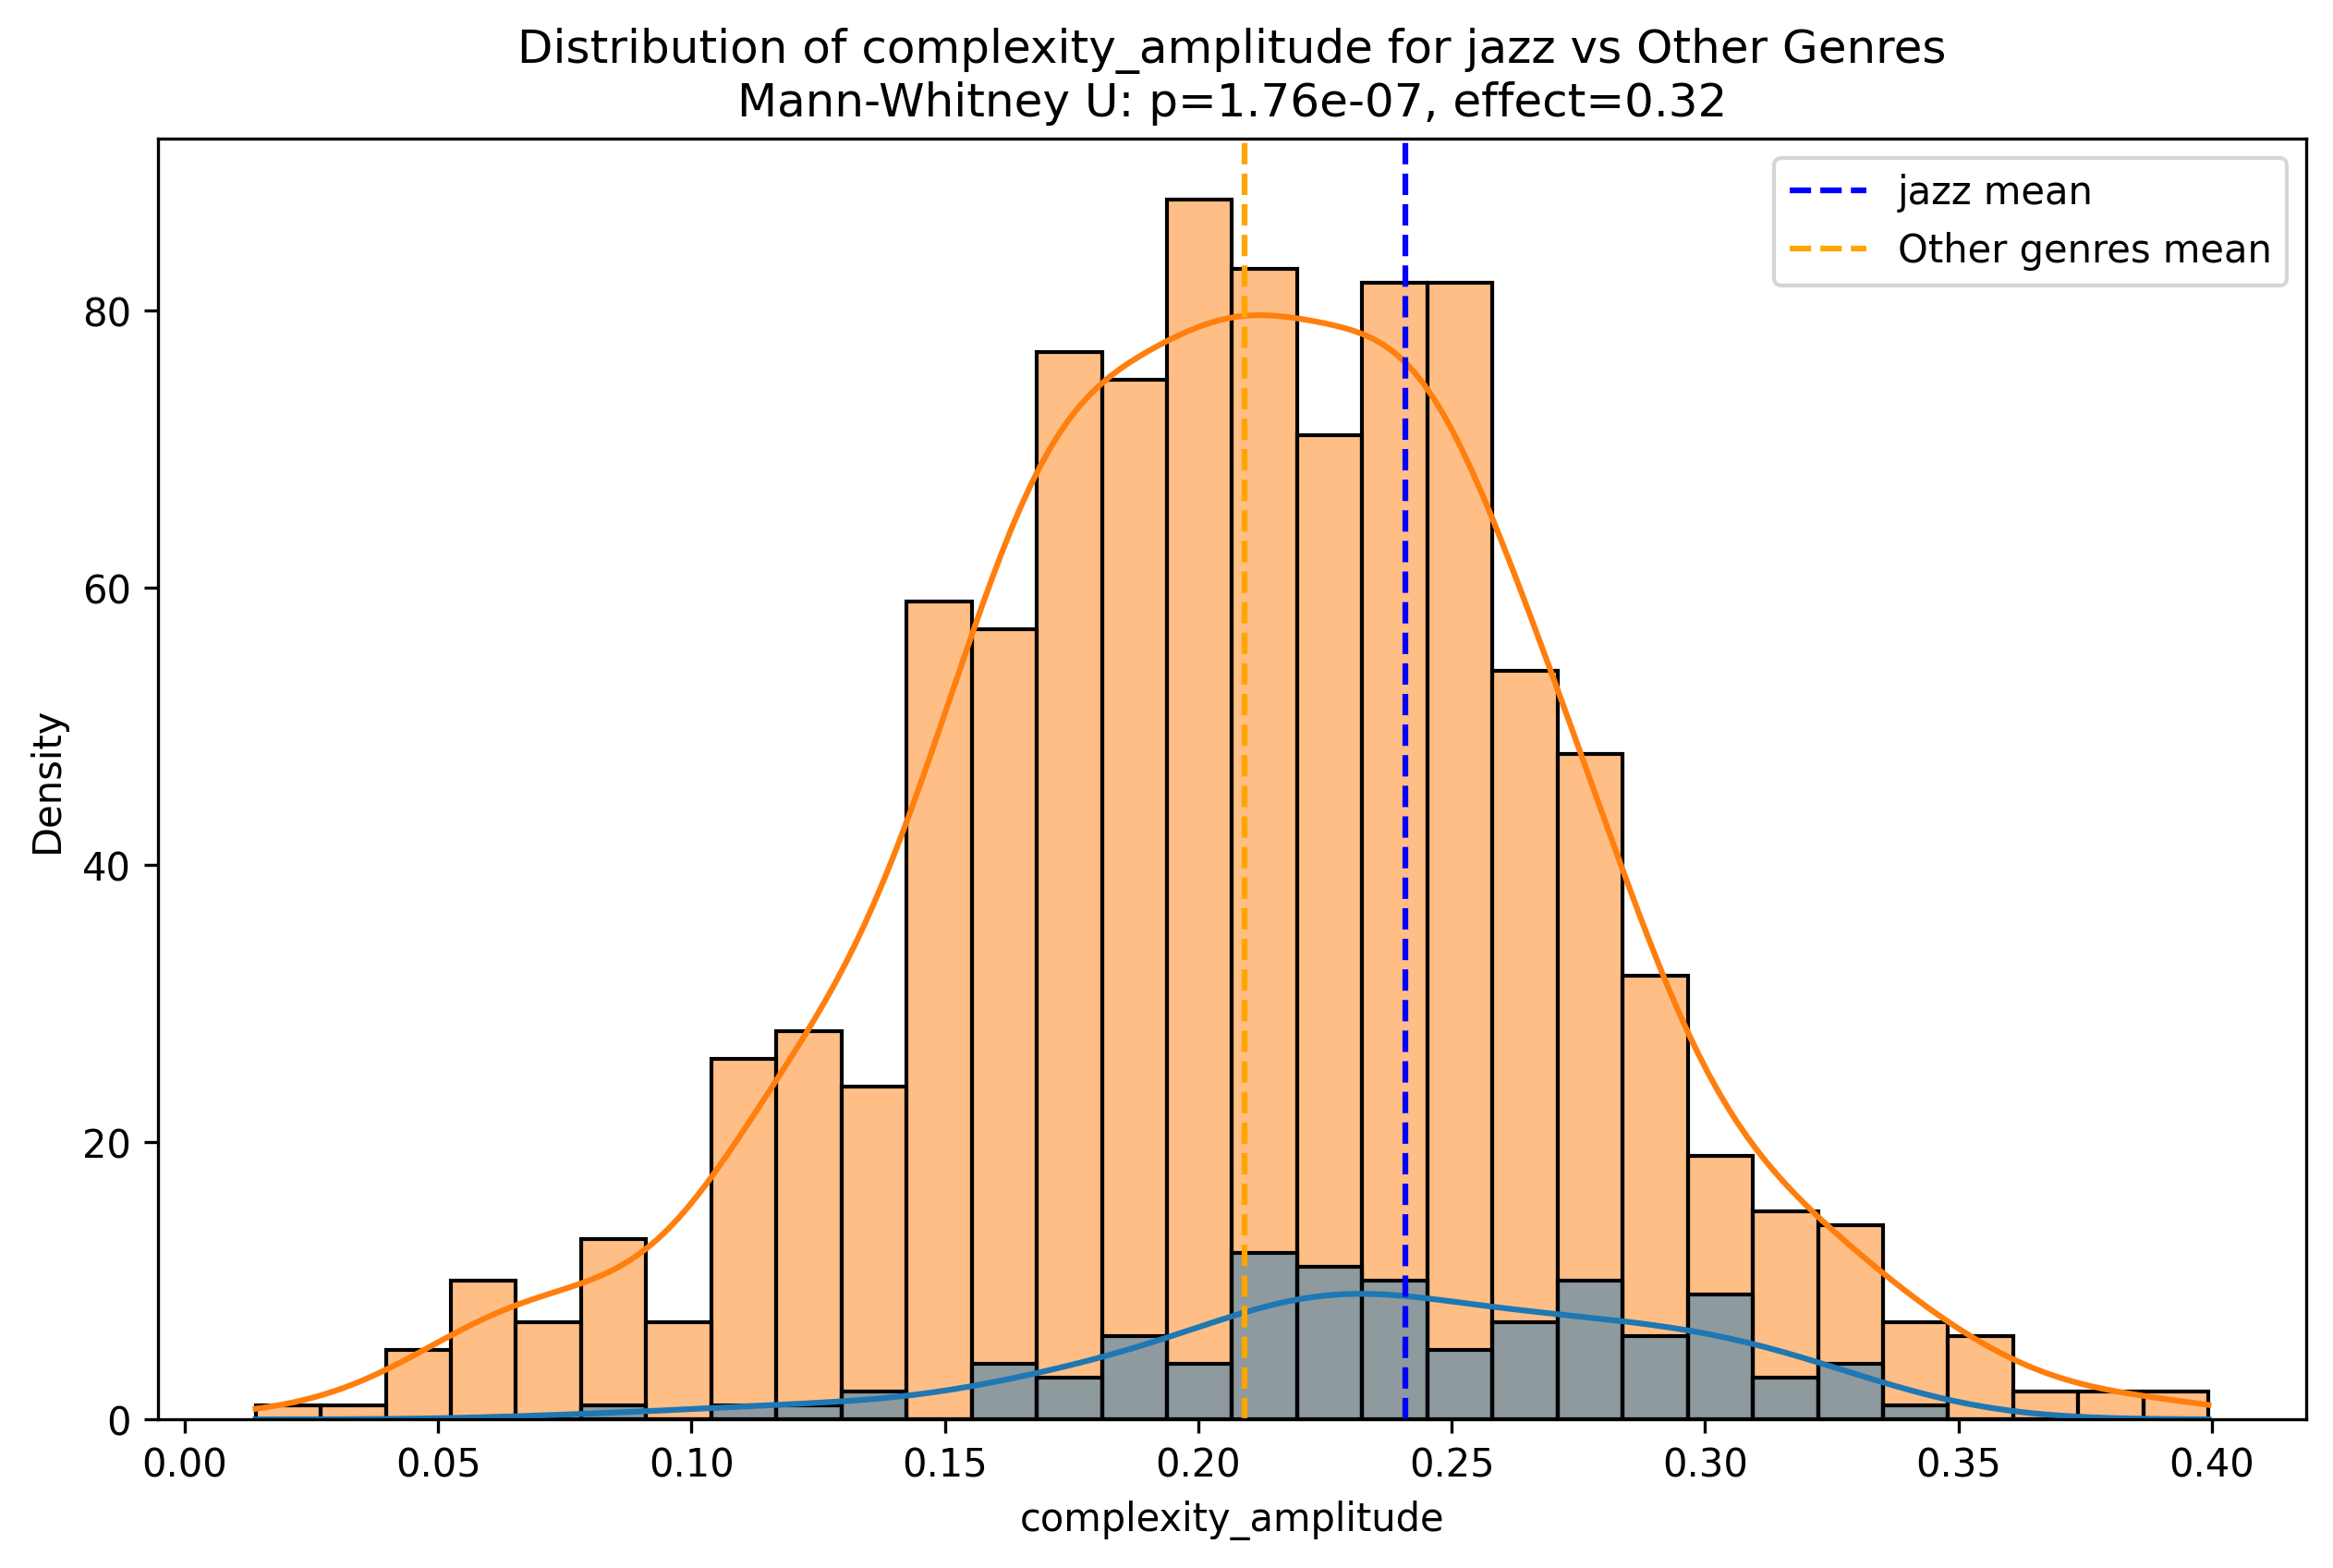 Distribution of complexity_amplitude for jazz vs Other Genres
Mann-Whitney U: p=1.76e-07, effect=0.32
jazz mean
Other genres mean
80
60
40
20
0
Density
0.00 0.05 0.10 0.15 0.20 0.25 0.30 0.35 0.40
complexity_amplitude